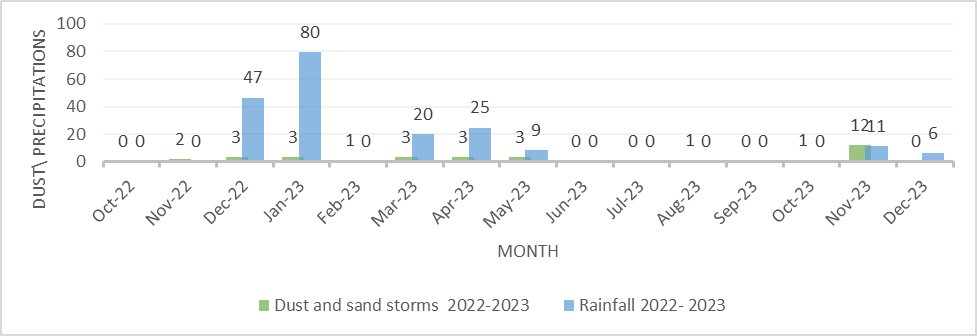 DUST\ PRECIPITATIONS
100
80
60
40
20
0
0 0
2 0
3 47
3 80
1 0
3 20
3 25
3 9
0 0
0 0
1 0
0 0
1 0
12 11
0 6
Oct-22
Nov-22
Dec-22
Jan-23
Feb-23
Mar-23
Apr-23
May-23
Jun-23
Jul-23
Aug-23
Sep-23
Oct-23
Nov-23
Dec-23
MONTH
Dust and sand storms 2022-2023
Rainfall 2022- 2023